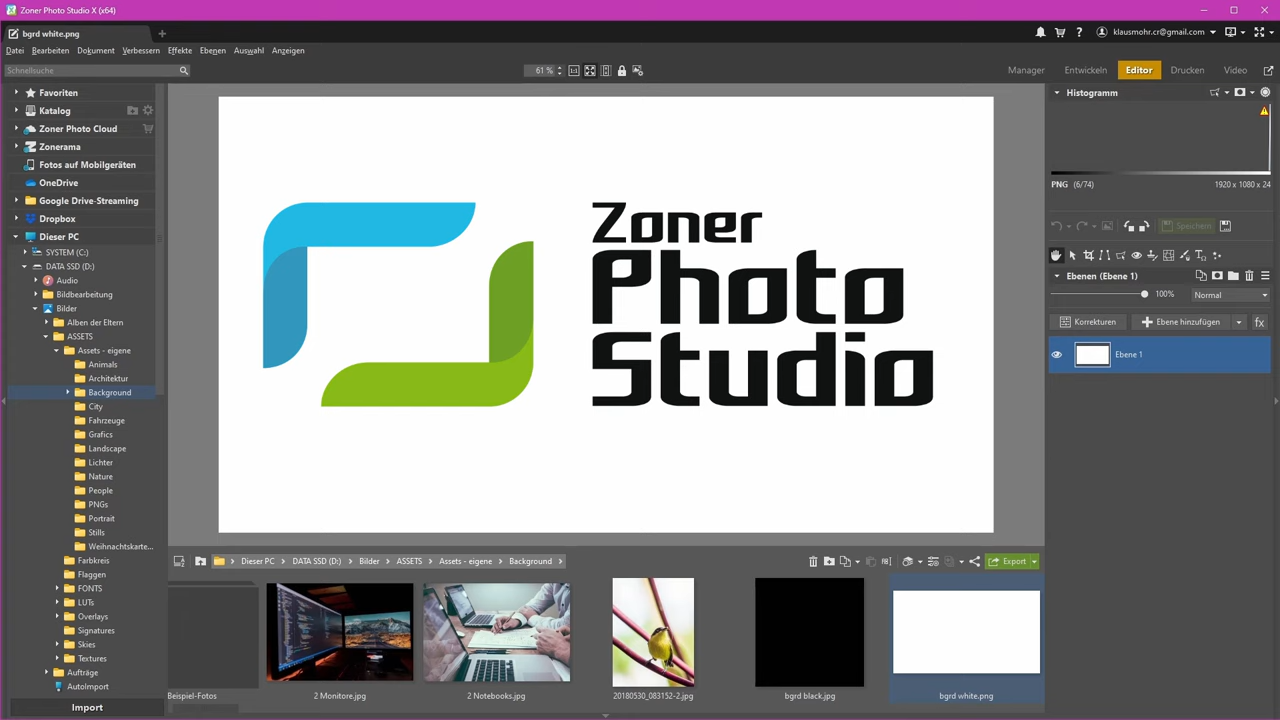 Zoner Photo Studio X (x64)
bgrd white.png
klausmohr.cr@gmail.com
Datei Bearbeiten Dokument Verbessern Effekte Ebenen Auswahl Anzeigen
Schnellsuche
61 %
1:1
Manager Entwickeln Editor Drucken Video
Favoriten
Katalog
Zoner Photo Cloud
Zonerama
Fotos auf Mobilgeräten
OneDrive
Google Drive-Streaming
Dropbox
Dieser PC
SYSTEM (C:)
DATA SSD (D:)
Audio
Bildbearbeitung
Bilder
Alben der Eltern
ASSETS
Assets - eigene
Animals
Architektur
Background
City
Fahrzeuge
Grafics
Landscape
Lichter
Nature
People
PNGs
Portrait
Stills
Weihnachtskarte...
Farbkreis
Flaggen
FONTS
LUTs
Overlays
Signatures
Skies
Textures
Aufträge
AutoImport
Import
Zoner
Photo
Studio
Histogramm
PNG (6/74)
1920 x 1080 x 24
Speichern
Ebenen (Ebene 1)
100%
Normal
Korrekturen
Ebene hinzufügen
fx
Ebene 1
Dieser PC DATA SSD (D:) Bilder ASSETS Assets - eigene Background
Export
Beispiel-Fotos
2 Monitore.jpg
2 Notebooks.jpg
20180530_083152-2.jpg
bgrd black.png
bgrd white.png